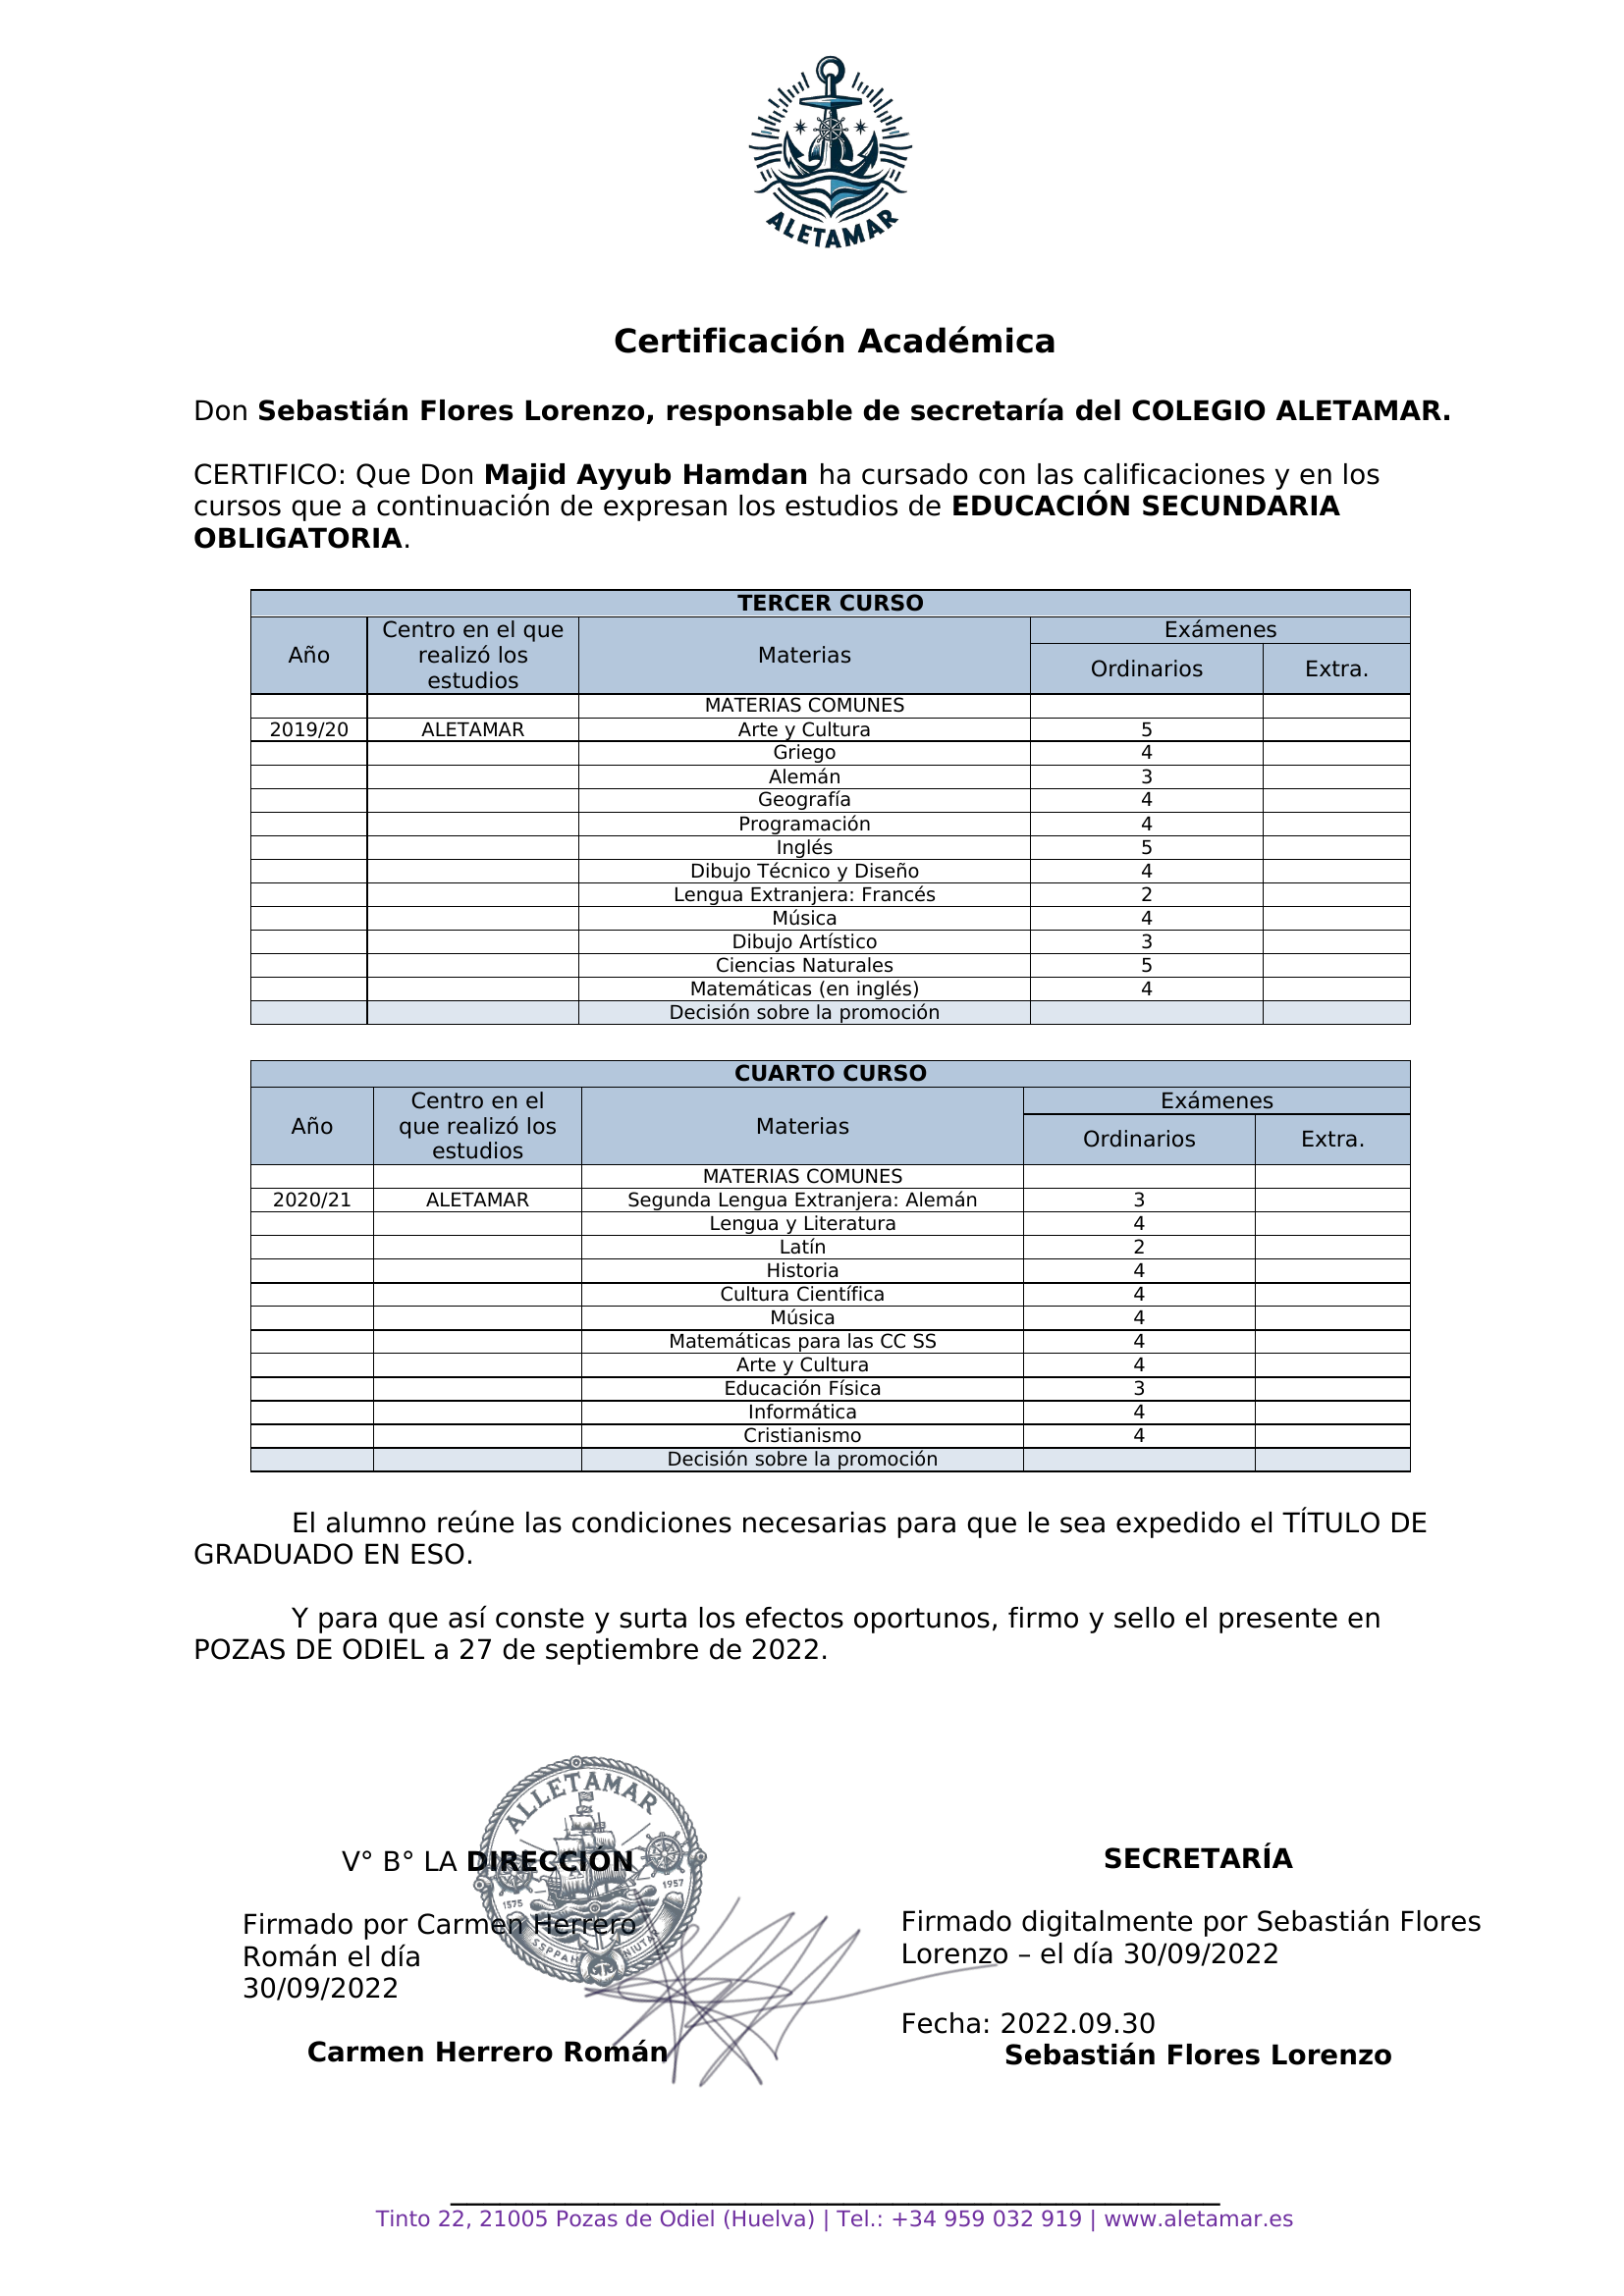 ALETAMAR
Certificación Académica
Don Sebastián Flores Lorenzo, responsable de secretaría del COLEGIO ALETAMAR.
CERTIFICO: Que Don Majid Ayyub Hamdan ha cursado con las calificaciones y en los
cursos que a continuación de expresan los estudios de EDUCACIÓN SECUNDARIA
OBLIGATORIA.
TERCER CURSO
Año Centro en el que realizó los estudios Materias Exámenes
Ordinarios Extra.
MATERIAS COMUNES
2019/20 ALETAMAR Arte y Cultura 5
Griego 4
Alemán 3
Geografía 4
Programación 4
Inglés 5
Dibujo Técnico y Diseño 4
Lengua Extranjera: Francés 2
Música 4
Dibujo Artístico 3
Ciencias Naturales 5
Matemáticas (en inglés) 4
Decisión sobre la promoción
CUARTO CURSO
Año Centro en el que realizó los estudios Materias Exámenes
Ordinarios Extra.
MATERIAS COMUNES
2020/21 ALETAMAR Segunda Lengua Extranjera: Alemán 3
Lengua y Literatura 4
Latín 2
Historia 4
Cultura Científica 4
Música 4
Matemáticas para las CC SS 4
Arte y Cultura 4
Educación Física 3
Informática 4
Cristianismo 4
Decisión sobre la promoción
El alumno reúne las condiciones necesarias para que le sea expedido el TÍTULO DE
GRADUADO EN ESO.
Y para que así conste y surta los efectos oportunos, firmo y sello el presente en
POZAS DE ODIEL a 27 de septiembre de 2022.
ALLETAMAR
1575 1957
V° B° LA DIRECCIÓN
Firmado por Carmen Herrero
Román el día
30/09/2022
Carmen Herrero Román
SECRETARÍA
Firmado digitalmente por Sebastián Flores
Lorenzo – el día 30/09/2022
Fecha: 2022.09.30
Sebastián Flores Lorenzo
Tinto 22, 21005 Pozas de Odiel (Huelva) | Tel.: +34 959 032 919 | www.aletamar.es